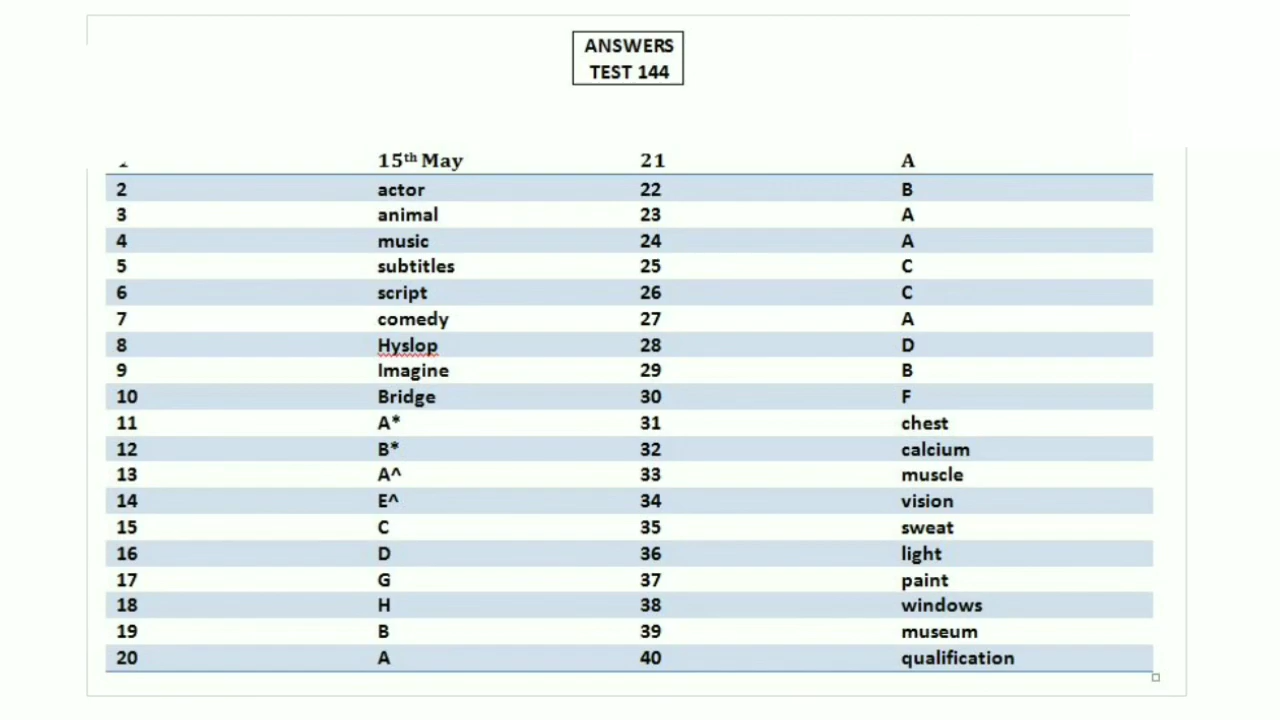 ANSWERS
TEST 144
15th May 21 A
2 actor 22 B
3 animal 23 A
4 music 24 A
5 subtitles 25 C
6 script 26 C
7 comedy 27 A
8 Hyslop 28 D
9 Imagine 29 B
10 Bridge 30 F
11 A* 31 chest
12 B* 32 calcium
13 A^ 33 muscle
14 E^ 34 vision
15 C 35 sweat
16 D 36 light
17 G 37 paint
18 H 38 windows
19 B 39 museum
20 A 40 qualification